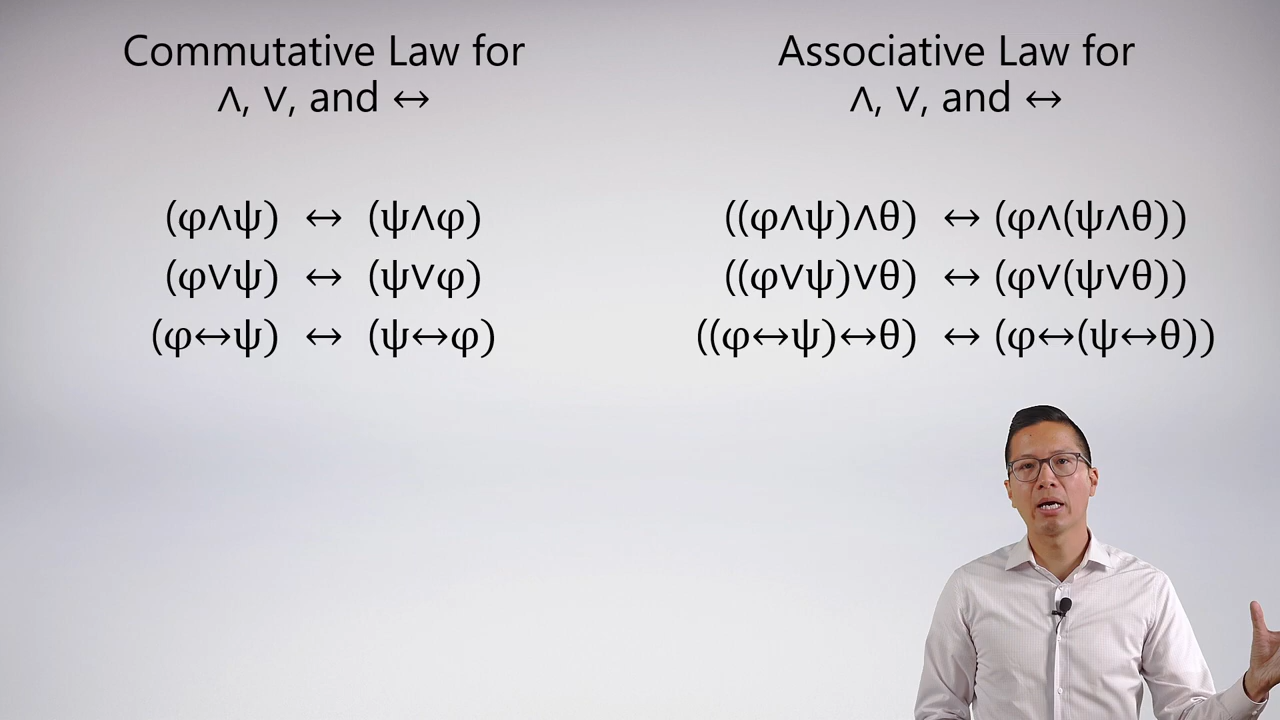 Commutative Law for
∧, ∨, and ↔
(φ∧ψ) ↔ (ψ∧φ)
(φ∨ψ) ↔ (ψ∨φ)
(φ↔ψ) ↔ (ψ↔φ)
Associative Law for
∧, ∨, and ↔
((φ∧ψ)∧θ) ↔ (φ∧(ψ∧θ))
((φ∨ψ)∨θ) ↔ (φ∨(ψ∨θ))
((φ↔ψ)↔θ) ↔ (φ↔(ψ↔θ))